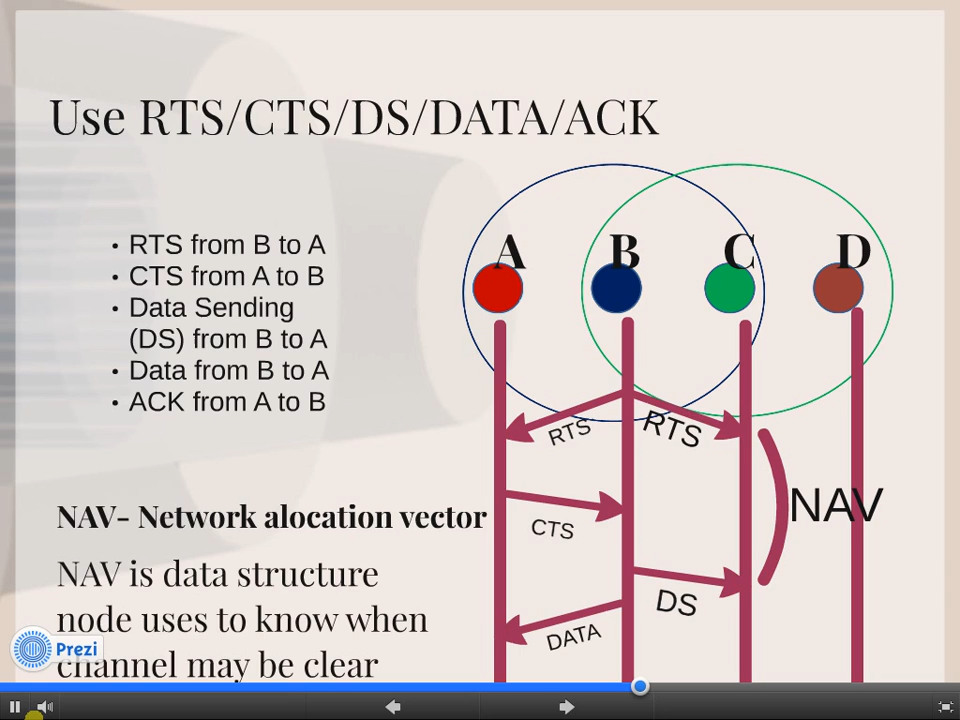 Use RTS/CTS/DS/DATA/ACK
• RTS from B to A
• CTS from A to B
• Data Sending
(DS) from B to A
• Data from B to A
• ACK from A to B
NAV- Network alocation vector
NAV is data structure
node uses to know when
channel may be clear
A B C D
RTS RTS
NAV
CTS
DS
DATA
Prezi